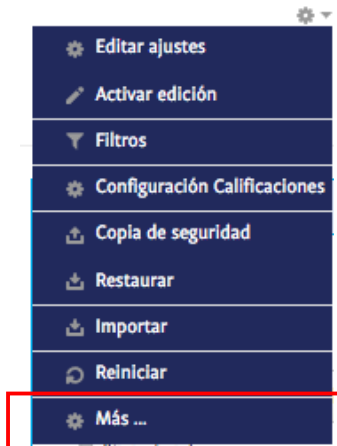 Editar ajustes
Activar edición
Filtros
Configuración Calificaciones
Copia de seguridad
Restaurar
Importar
Reiniciar
Más ...